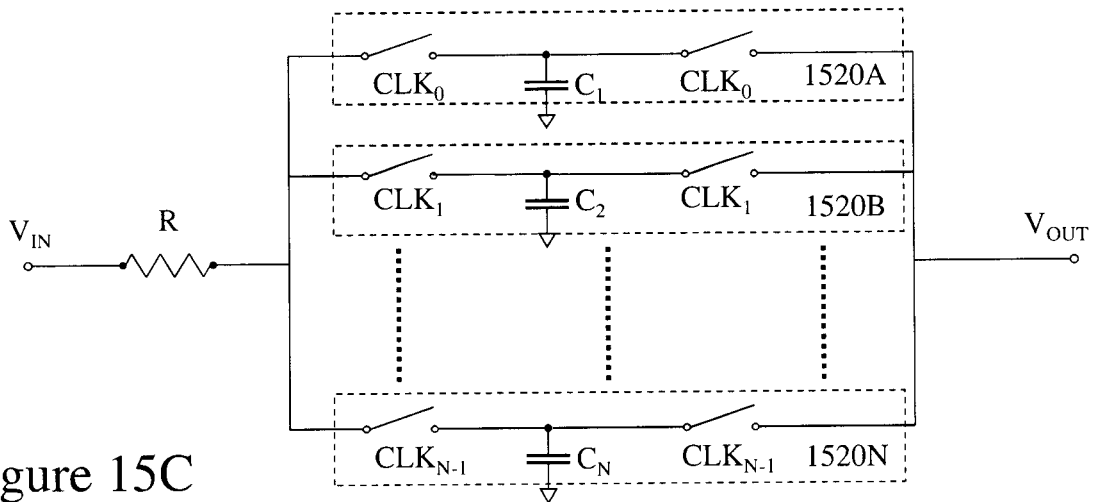 CLK0 C1 CLK0 1520A
CLK1 C2 CLK1 1520B
VIN R VOUT
CLKN-1 CN CLKN-1 1520N
gure 15C